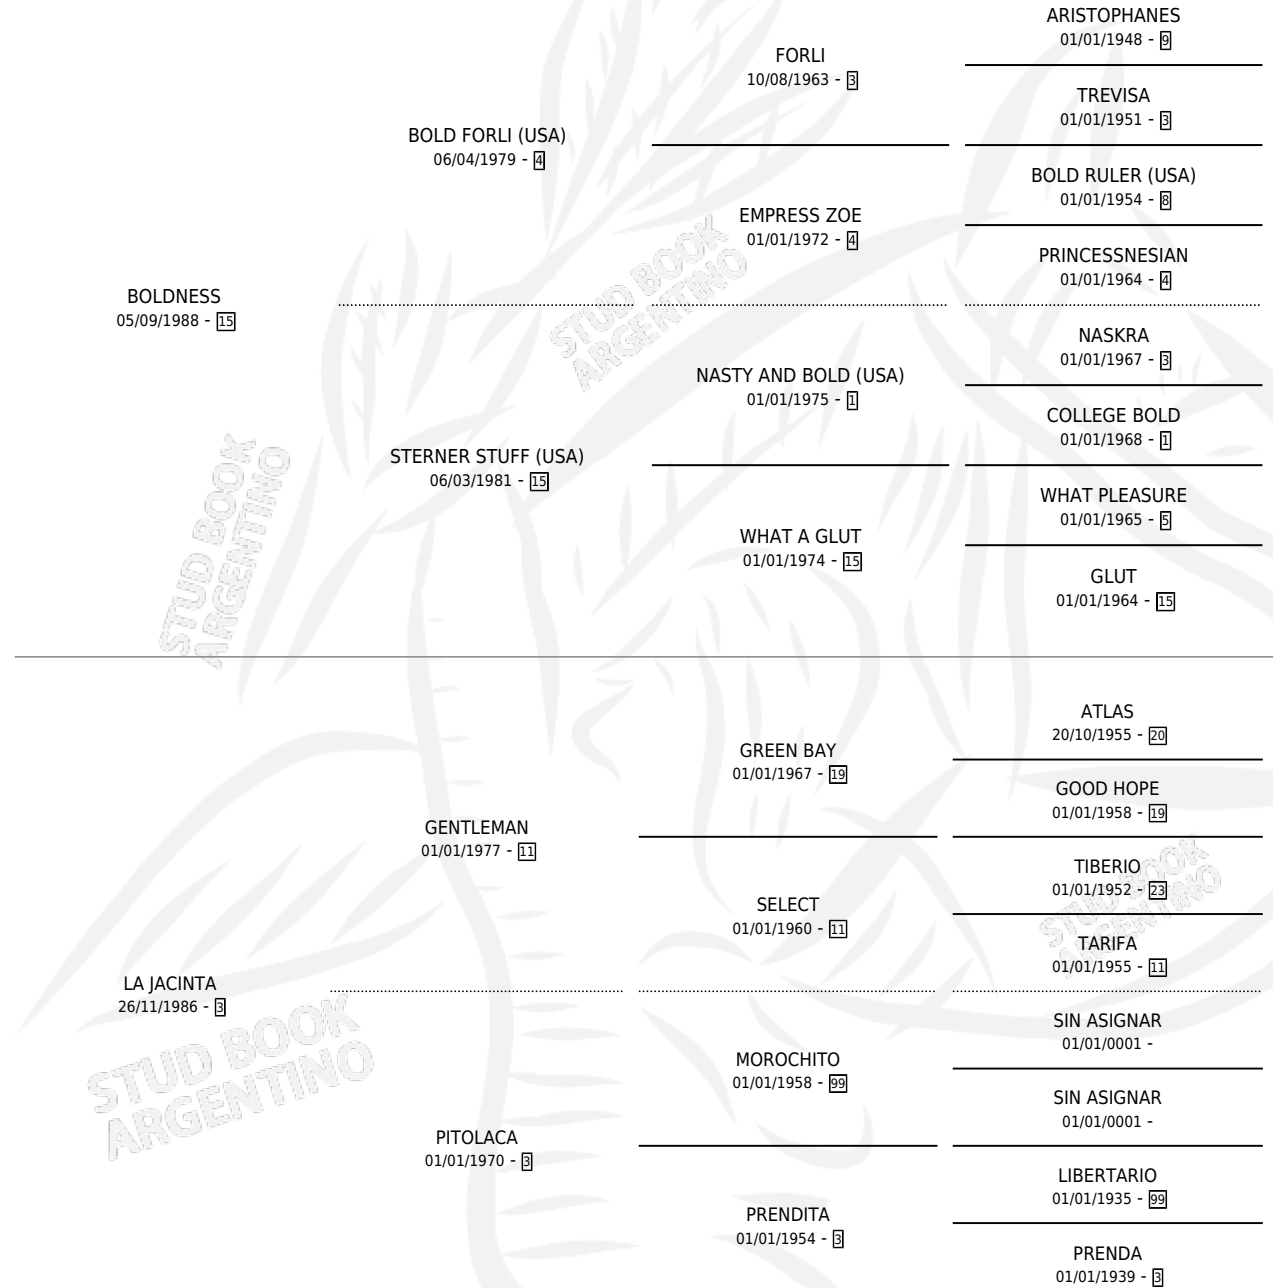 ARISTOPHANES
01/01/1948 - 9
FORLI
10/08/1963 - 3
TREVISA
01/01/1951 - 3
BOLD FORLI (USA)
06/04/1979 - 4
BOLD RULER (USA)
01/01/1954 - 8
EMPRESS ZOE
01/01/1972 - 4
PRINCESSNESIAN
01/01/1964 - 4
BOLDNESS
05/09/1988 - 15
STUD BOOK
ARGENTINO
NASKRA
01/01/1967 - 3
NASTY AND BOLD (USA)
01/01/1975 - 1
COLLEGE BOLD
01/01/1968 - 1
STERNER STUFF (USA)
06/03/1981 - 15
WHAT PLEASURE
01/01/1965 - 5
WHAT A GLUT
01/01/1974 - 15
GLUT
01/01/1964 - 15
STUD BOOK
ARGENTINO
ATLAS
20/10/1955 - 20
GREEN BAY
01/01/1967 - 19
GOOD HOPE
01/01/1958 - 19
GENTLEMAN
01/01/1977 - 11
TIBERIO
01/01/1952 - 23
SELECT
01/01/1960 - 11
TARIFA
01/01/1955 - 11
STUD BOOK
ARGENTINO
LA JACINTA
26/11/1986 - 3
SIN ASIGNAR
01/01/0001 -
MOROCHITO
01/01/1958 - 99
SIN ASIGNAR
01/01/0001 -
STUD BOOK
ARGENTINO
PITOLACA
01/01/1970 - 3
LIBERTARIO
01/01/1935 - 99
PRENDITA
01/01/1954 - 3
PRENDA
01/01/1939 - 3